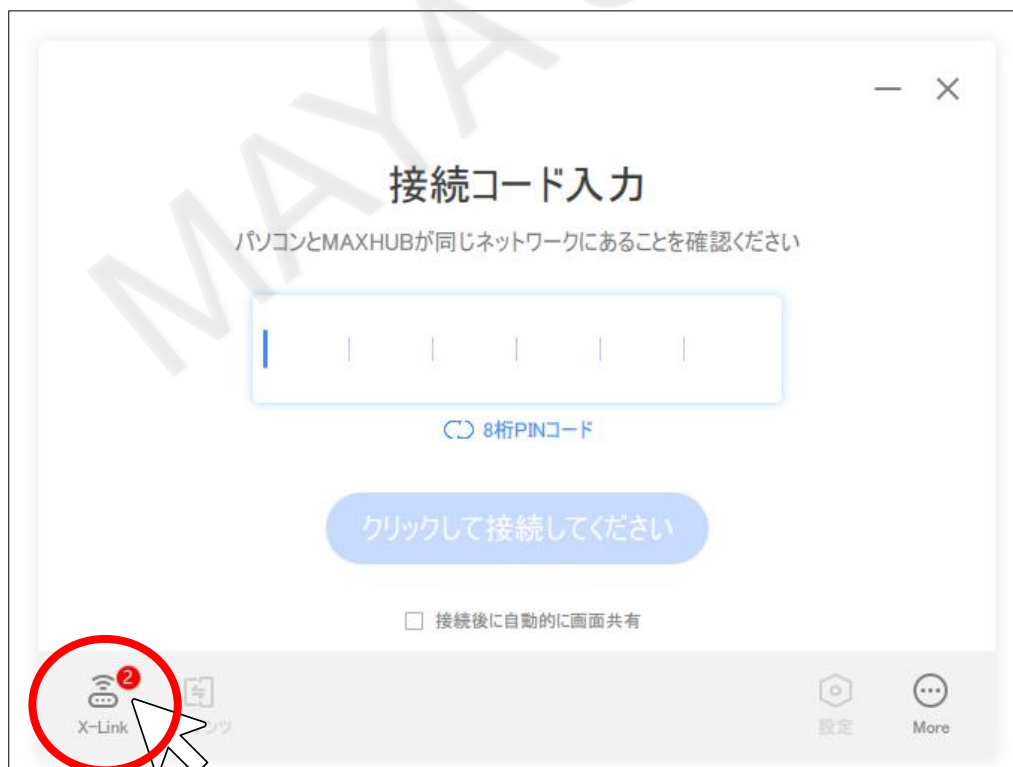 接続コード入力
パソコンとMAXHUBが同じネットワークにあることを確認ください
8桁PINコード
クリックして接続してください
接続後に自動的に画面共有
2
X-Link
ンツ
設定
More
MAYA